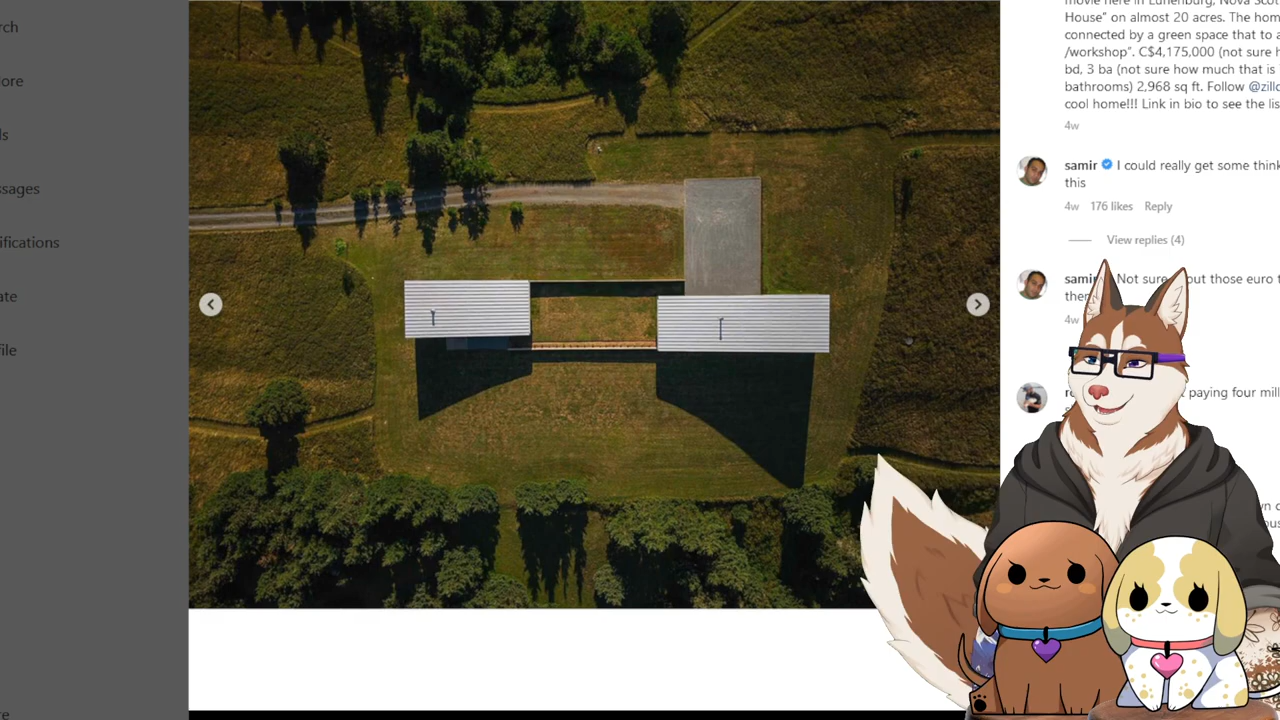 rch
lore
ls
ssages
ifications
ate
file
re
movie here in Lunenburg, Nova Scot
House" on almost 20 acres. The hom
connected by a green space that to a
/workshop". C$4,175,000 (not sure h
bd, 3 ba (not sure how much that is
bathrooms) 2,968 sq ft. Follow @zillo
cool home!!! Link in bio to see the lis
4w
samir I could really get some think
this
4w 176 likes Reply
View replies (4)
samir Not sure out those euro
4w
paying four mill